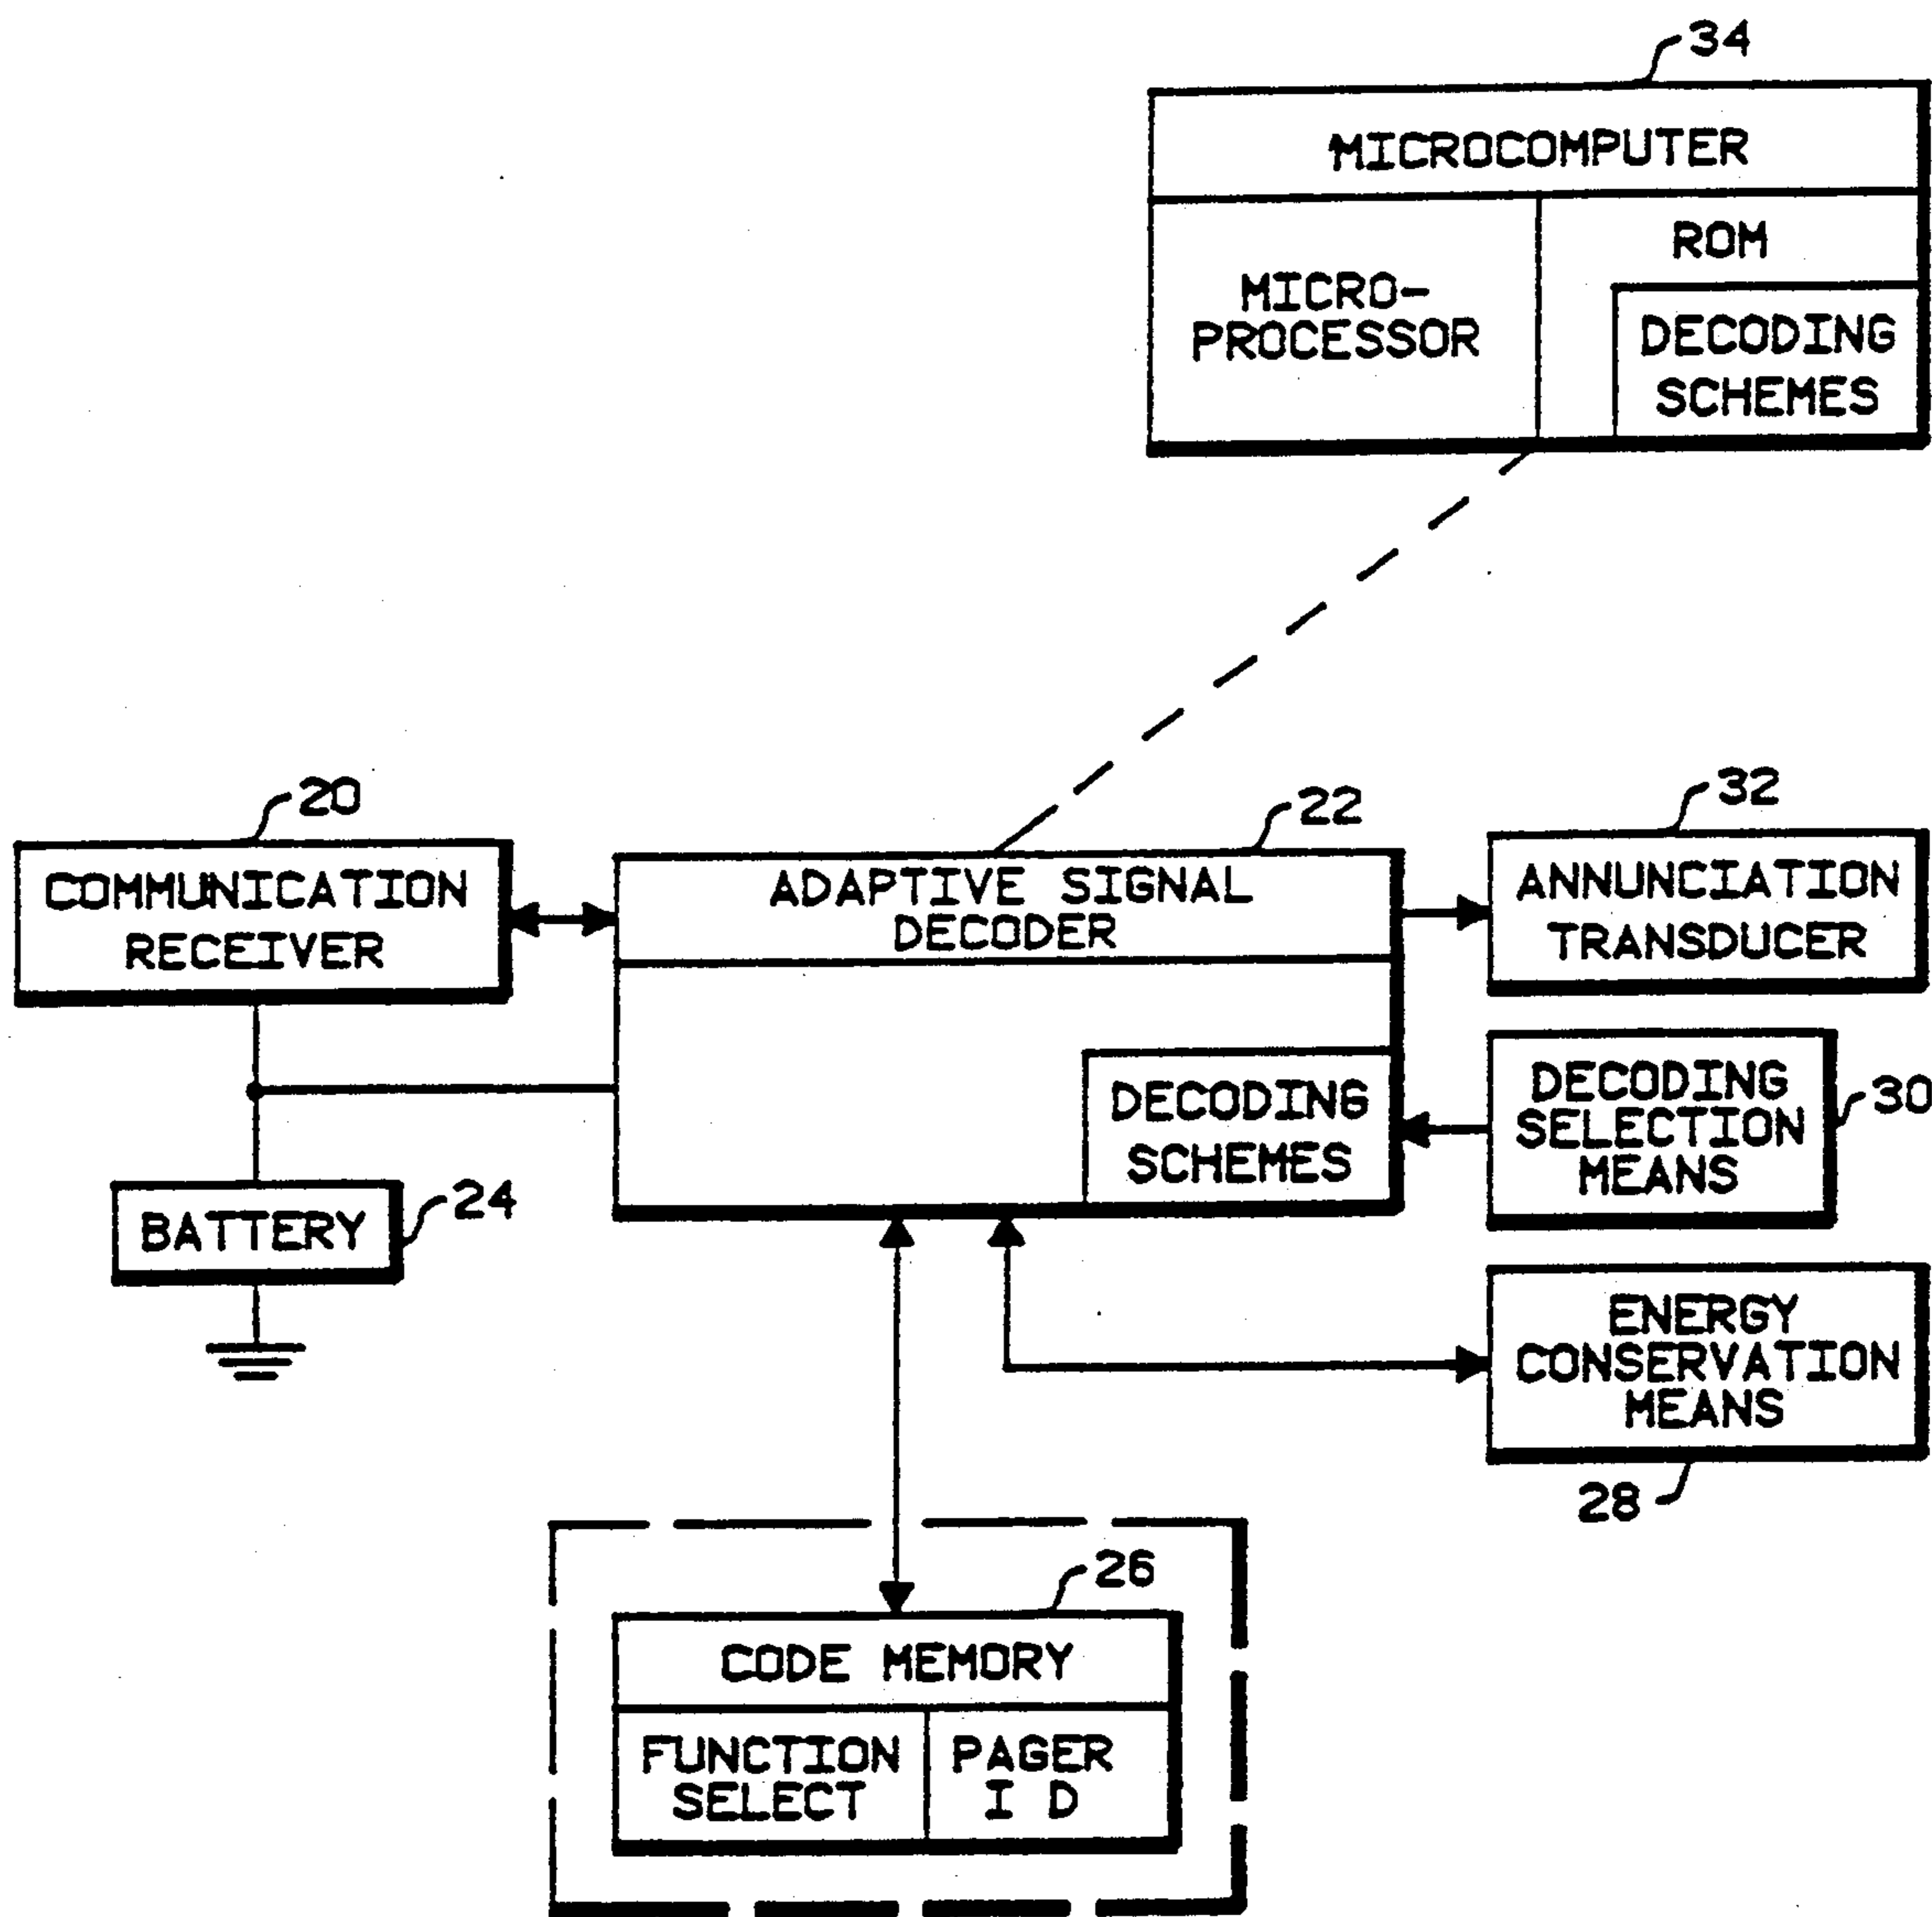 34
MICROCOMPUTER
MICRO-
PROCESSOR
ROM
DECODING
SCHEMES
20
COMMUNICATION
RECEIVER
22
ADAPTIVE SIGNAL
DECODER
DECODING
SCHEMES
32
ANNUNCIATION
TRANSDUCER
DECODING
SELECTION
MEANS
30
BATTERY
24
ENERGY
CONSERVATION
MEANS
28
26
CODE MEMORY
FUNCTION
SELECT
PAGER
I D